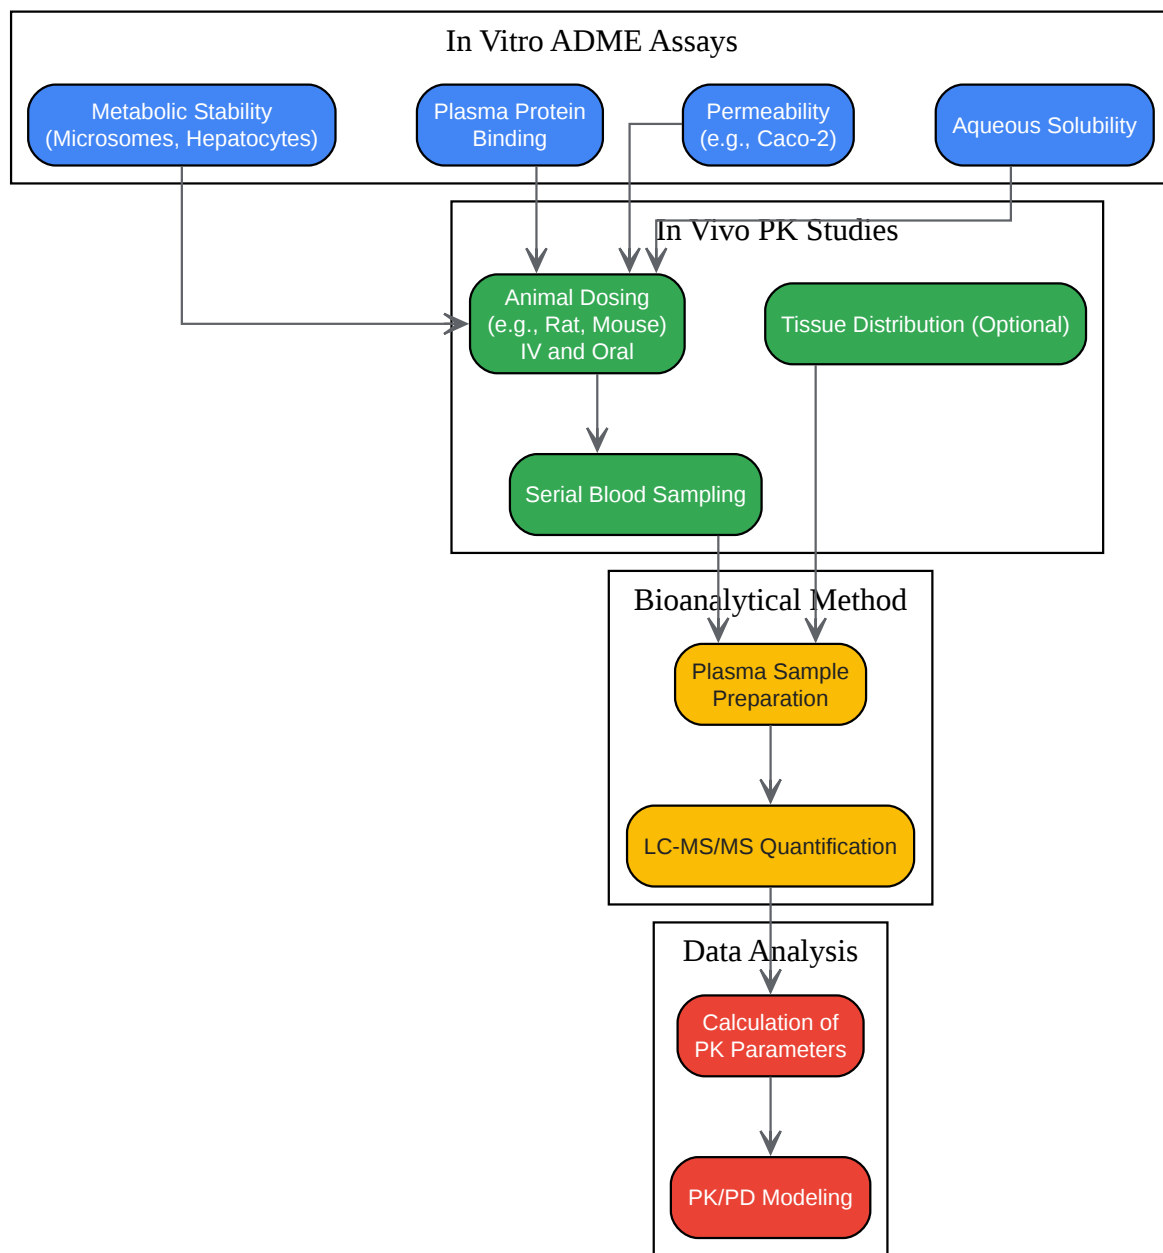 In Vitro ADME Assays
Metabolic Stability
(Microsomes, Hepatocytes)
Plasma Protein
Binding
Permeability
(e.g., Caco-2)
Aqueous Solubility
In Vivo PK Studies
Animal Dosing
(e.g., Rat, Mouse)
IV and Oral
Tissue Distribution (Optional)
Serial Blood Sampling
Bioanalytical Method
Plasma Sample
Preparation
LC-MS/MS Quantification
Data Analysis
Calculation of
PK Parameters
PK/PD Modeling